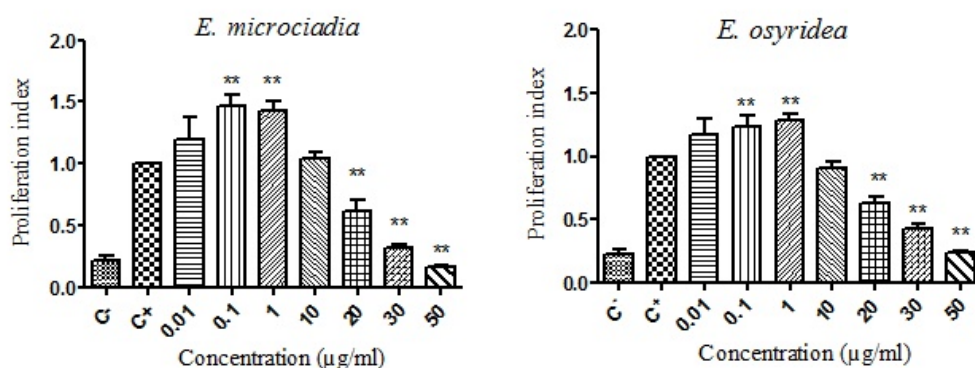 E. microciadia
2.0
1.5
1.0
0.5
0.0
Proliferation index
** **
**
**
**
C- C+ 0.01 0.1 1 10 20 30 50
Concentration (µg/ml)
E. osyridea
2.0
1.5
1.0
0.5
0.0
Proliferation index
** **
**
**
**
C- C+ 0.01 0.1 1 10 20 30 50
Concentration (µg/ml)